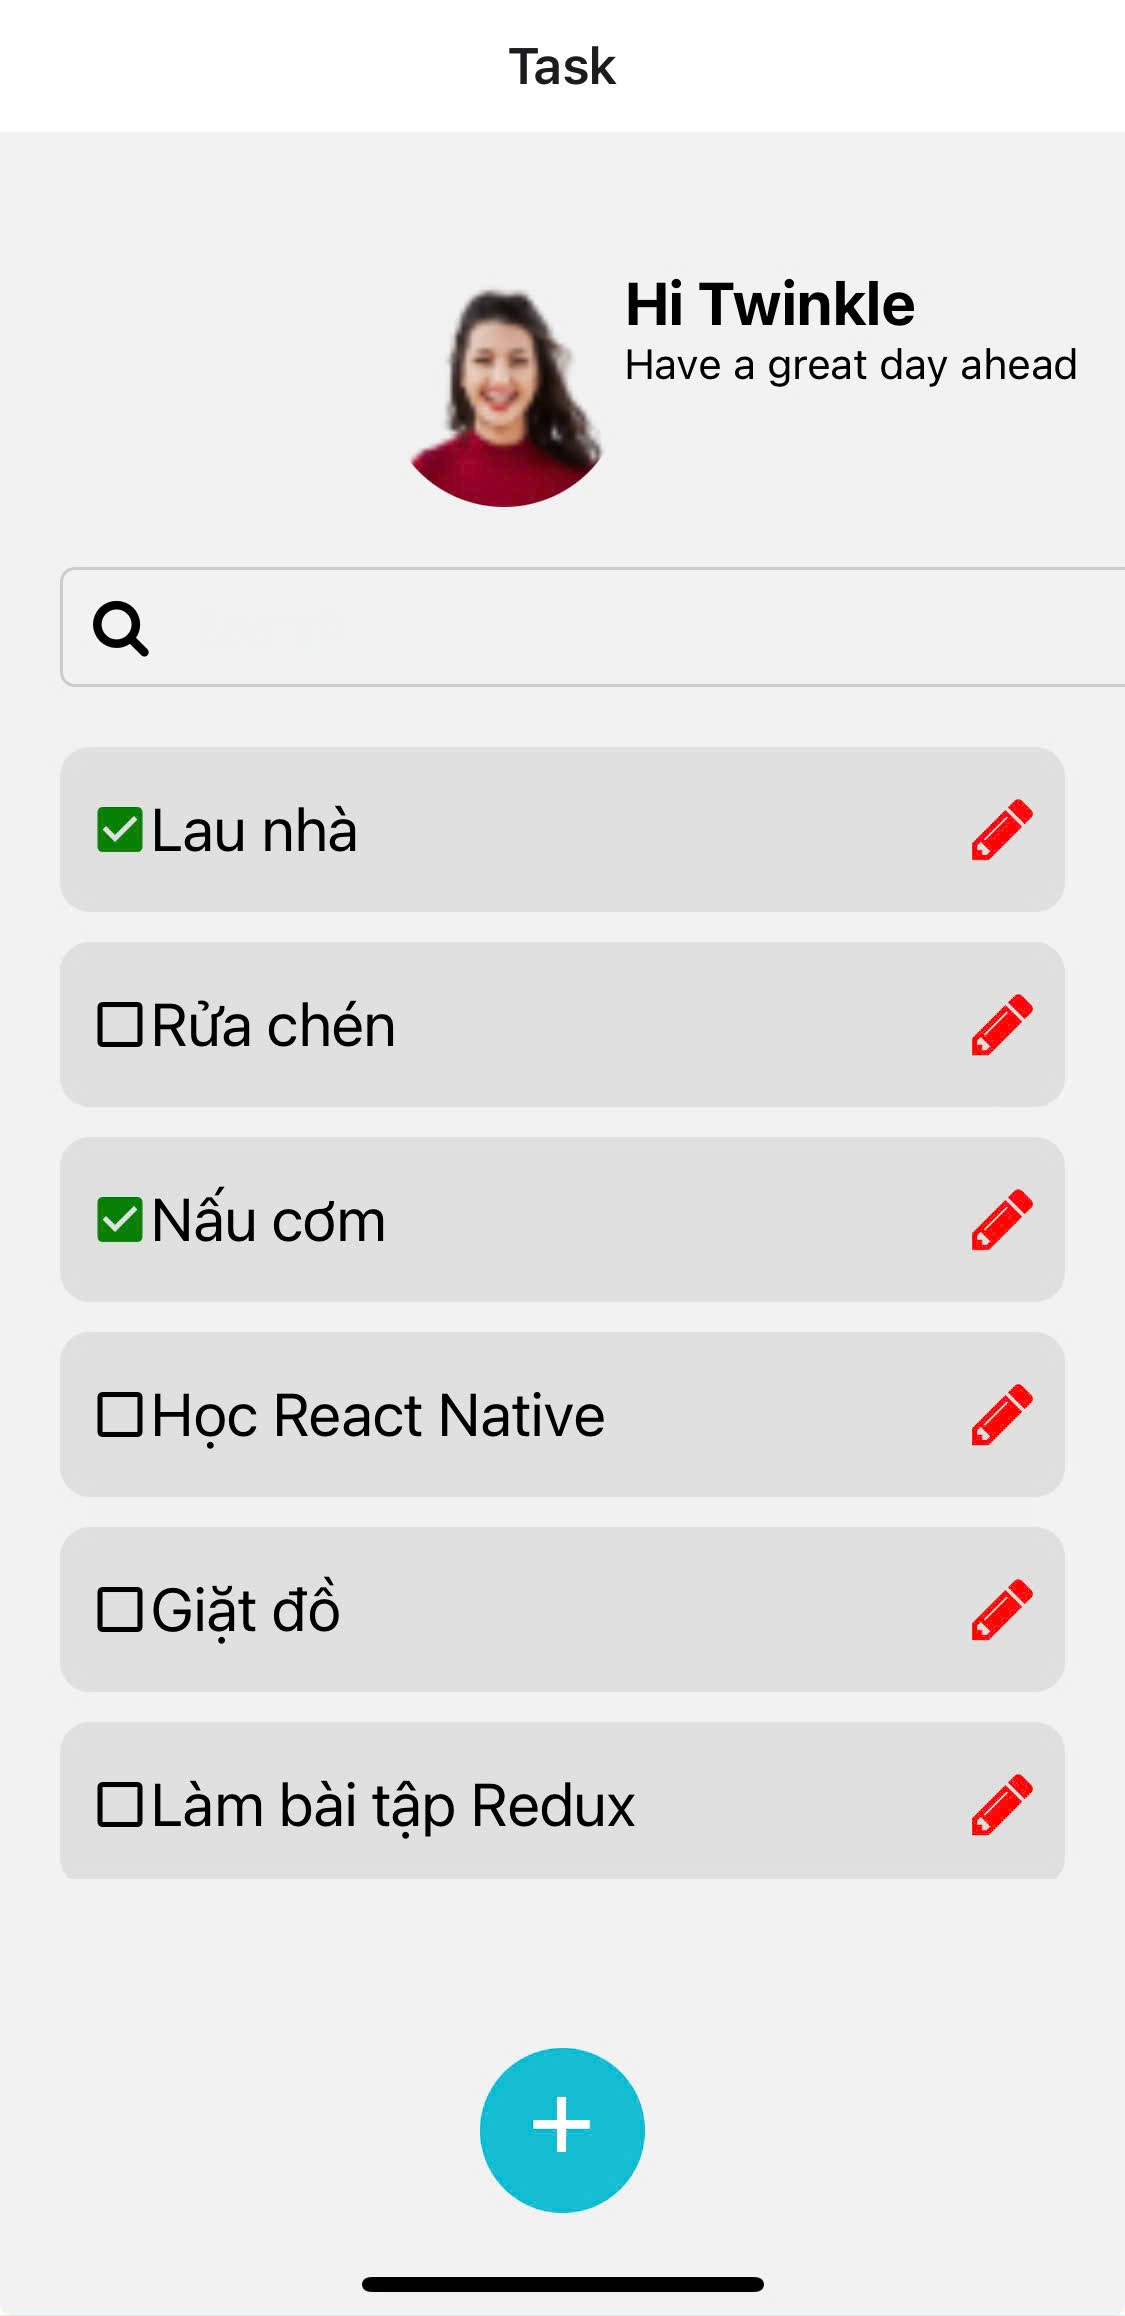 Task
Hi Twinkle
Have a great day ahead
Lau nhà
Rửa chén
Nấu cơm
Học React Native
Giặt đồ
Làm bài tập Redux